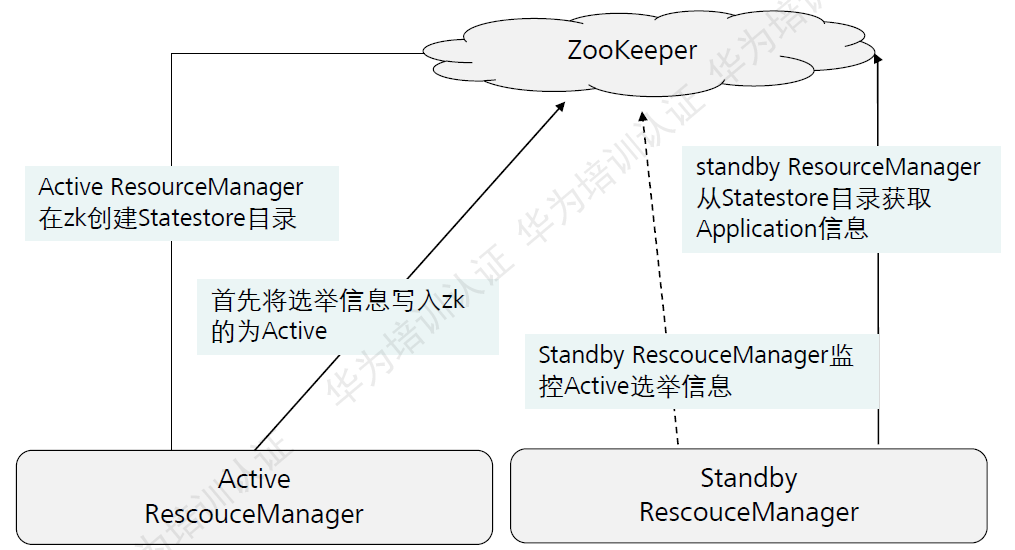 ZooKeeper
华为培训认证
Active ResourceManager
在zk创建Statestore目录
standby ResourceManager
从Statestore目录获取
Application信息
首先将选举信息写入zk
的为Active
华为培训认证
华为培训认证
Standby RescouceManager监
控Active选举信息
Active
RescouceManager
Standby
RescouceManager
为培训认证